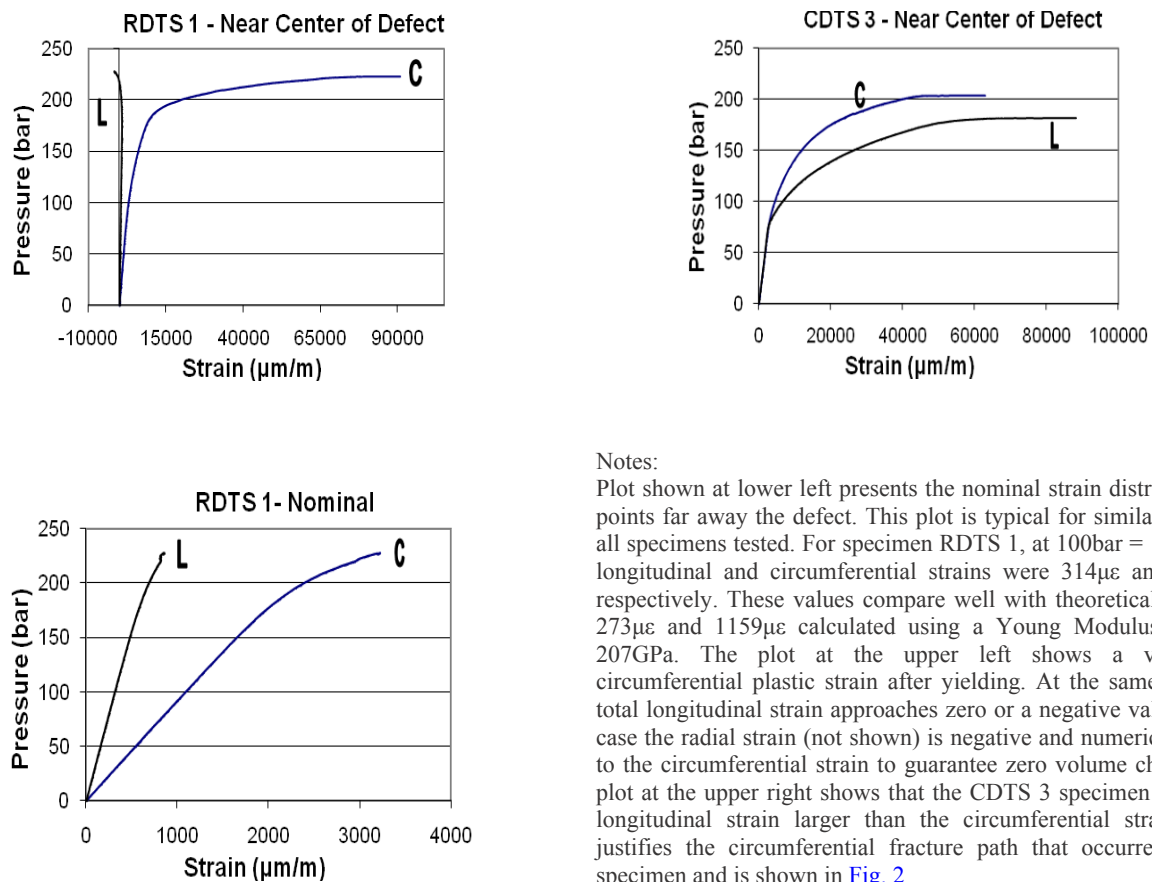 RDTS 1 - Near Center of Defect
250
200
150
100
50
0
Pressure (bar)
L
C
-10000 15000 40000 65000 90000
Strain (µm/m)
CDTS 3 - Near Center of Defect
250
200
150
100
50
0
Pressure (bar)
C
L
0 20000 40000 60000 80000 100000
Strain (µm/m)
RDTS 1- Nominal
250
200
150
100
50
0
Pressure (bar)
L
C
0 1000 2000 3000 4000
Strain (µm/m)
Notes:
Plot shown at lower left presents the nominal strain distr
points far away the defect. This plot is typical for simila
all specimens tested. For specimen RDTS 1, at 100bar =
longitudinal and circumferential strains were 314µε an
respectively. These values compare well with theoretical
273µε and 1159µε calculated using a Young Modulus
207GPa. The plot at the upper left shows a v
circumferential plastic strain after yielding. At the same
total longitudinal strain approaches zero or a negative val
case the radial strain (not shown) is negative and numeric
to the circumferential strain to guarantee zero volume ch
plot at the upper right shows that the CDTS 3 specimen
longitudinal strain larger than the circumferential stra
justifies the circumferential fracture path that occurre
specimen and is shown in Fig. 2